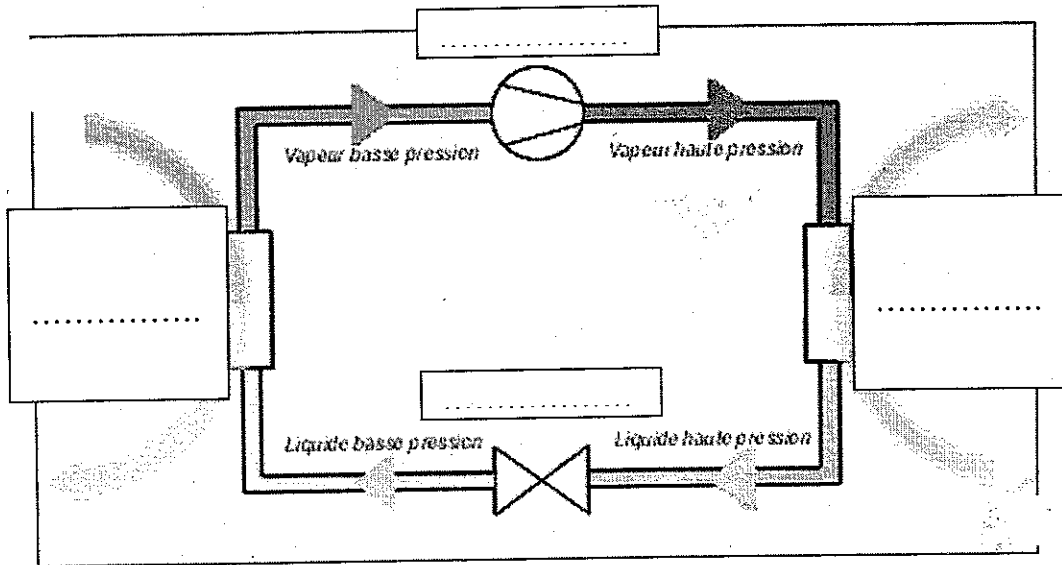 ..................
Vapeur basse pression
Vapeur haute pression
.................
.................
..................
Liquide basse pression
Liquide haute pression